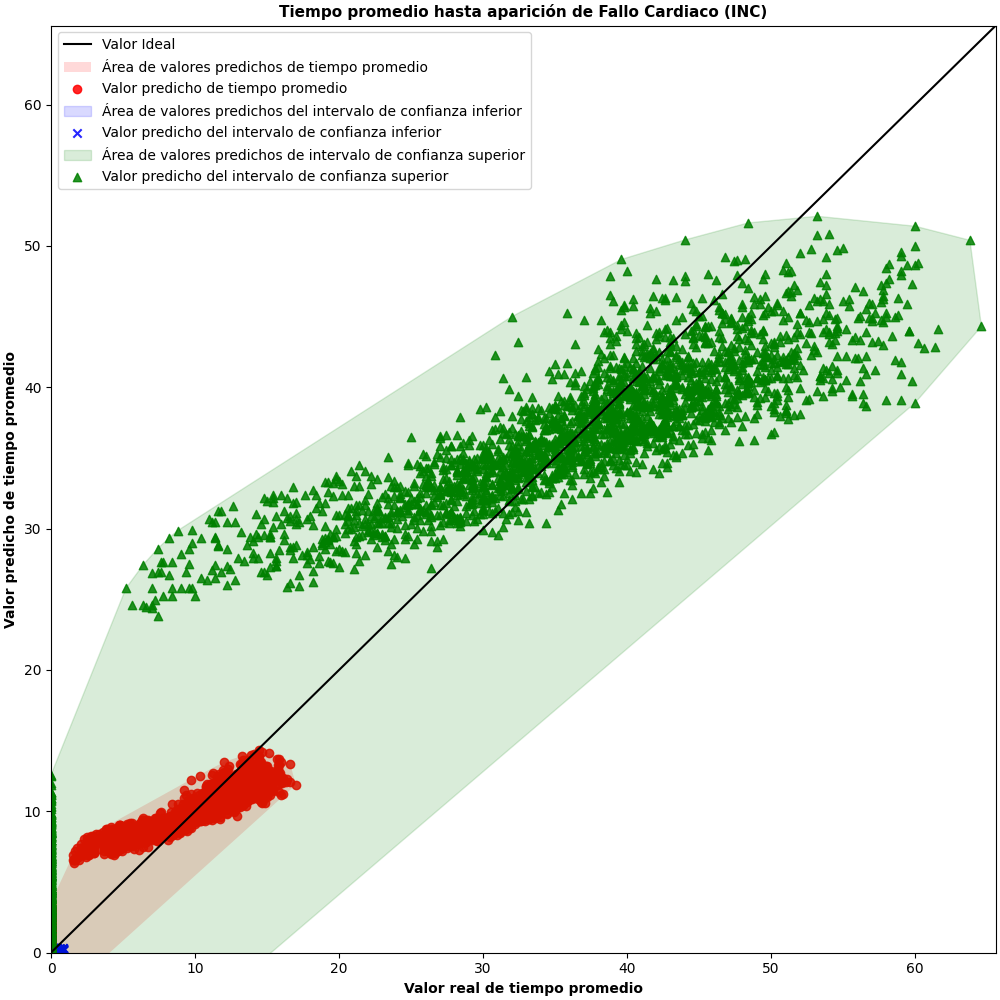 Tiempo promedio hasta aparición de Fallo Cardiaco (INC)
Valor Ideal
Área de valores predichos de tiempo promedio
Valor predicho de tiempo promedio
Área de valores predichos del intervalo de confianza inferior
Valor predicho del intervalo de confianza inferior
Área de valores predichos de intervalo de confianza superior
Valor predicho del intervalo de confianza superior
Valor predicho de tiempo promedio
60
50
40
30
20
10
0
0 10 20 30 40 50 60
Valor real de tiempo promedio